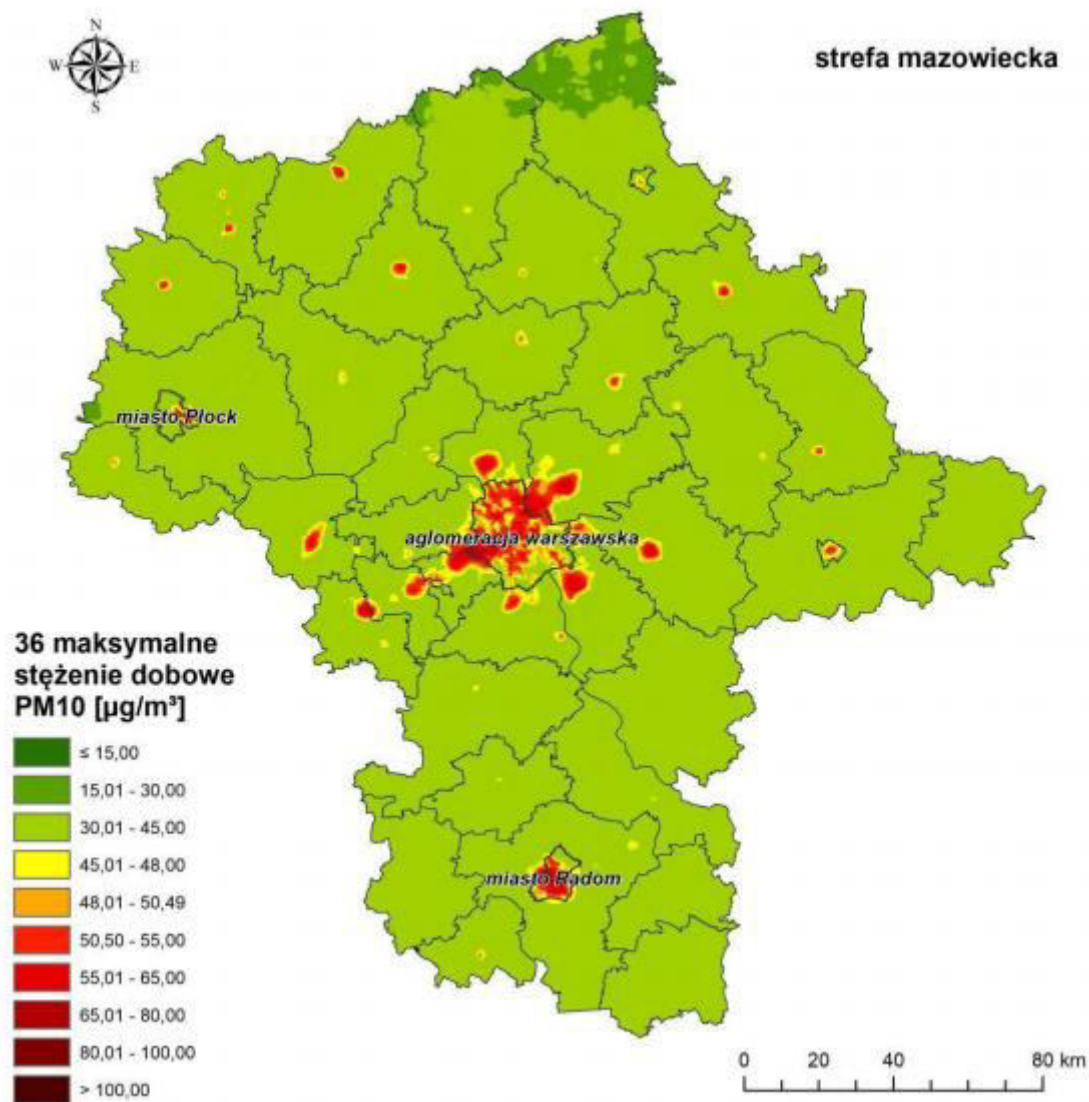 N
W
E
S
strefa mazowiecka
miasto Płock
aglomeracja warszawska
miasto Radom
36 maksymalne
stężenie dobowe
PM10 [µg/m³]
≤ 15,00
15,01 - 30,00
30,01 - 45,00
45,01 - 48,00
48,01 - 50,49
50,50 - 55,00
55,01 - 65,00
65,01 - 80,00
80,01 - 100,00
> 100,00
0 20 40 80 km